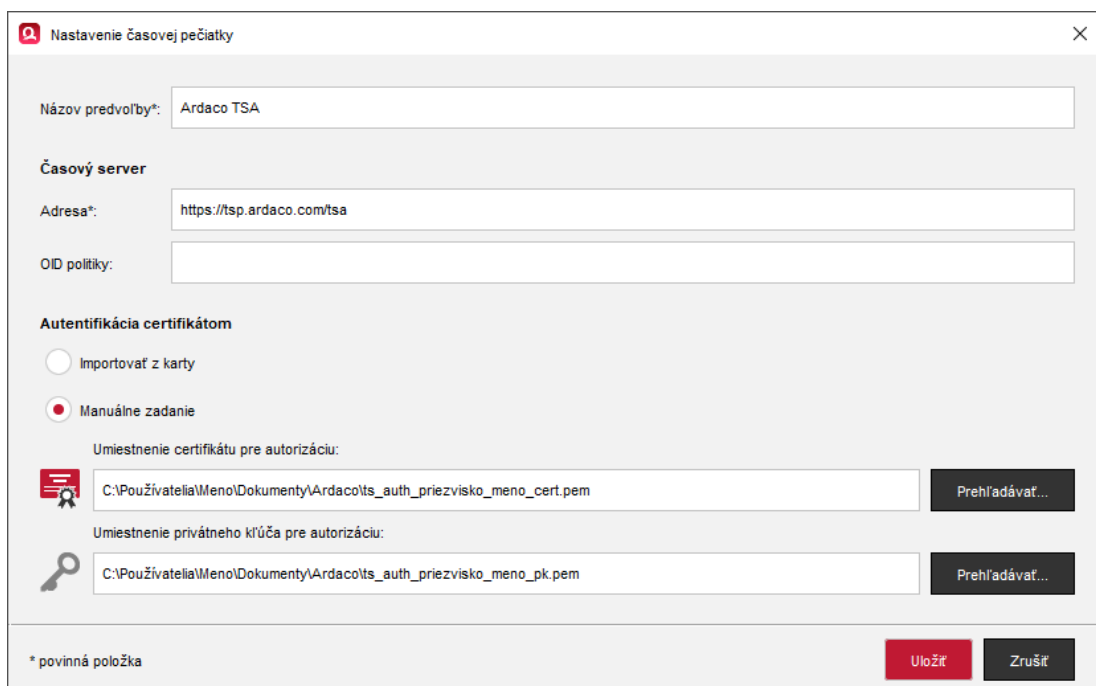 Nastavenie časovej pečiatky
Názov predvoľby*: Ardaco TSA
Časový server
Adresa*: https://tsp.ardaco.com/tsa
OID politiky:
Autentifikácia certifikátom
Importovať z karty
Manuálne zadanie
Umiestnenie certifikátu pre autorizáciu:
C:\Používatelia\Meno\Dokumenty\Ardaco\ts_auth_priezvisko_meno_cert.pem Prehľadávať...
Umiestnenie privátneho kľúča pre autorizáciu:
C:\Používatelia\Meno\Dokumenty\Ardaco\ts_auth_priezvisko_meno_pk.pem Prehľadávať...
* povinná položka Uložiť Zrušiť